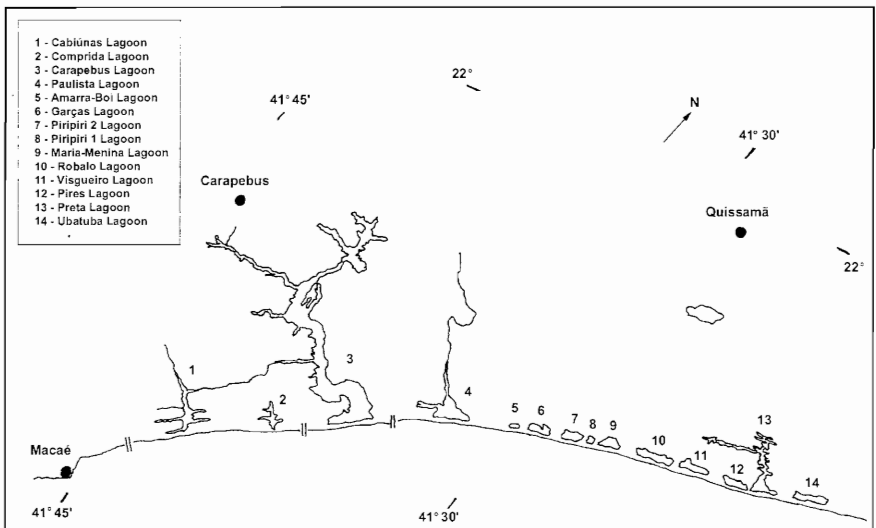 1 - Cabiúnas Lagoon
2 - Comprida Lagoon
3 - Carapebus Lagoon
4 - Paulista Lagoon
5 - Amarra-Boi Lagoon
6 - Garças Lagoon
7 - Piripiri 2 Lagoon
8 - Piripiri 1 Lagoon
9 - Maria-Menina Lagoon
10 - Robalo Lagoon
11 - Visgueiro Lagoon
12 - Pires Lagoon
13 - Preta Lagoon
14 - Ubatuba Lagoon
22°
41° 45'
N
41° 30'
Carapebus
Quissamã
22°
1
2
3
4
5
6
7
8
9
10
11
12
13
14
Macaé
41° 45'
41° 30'